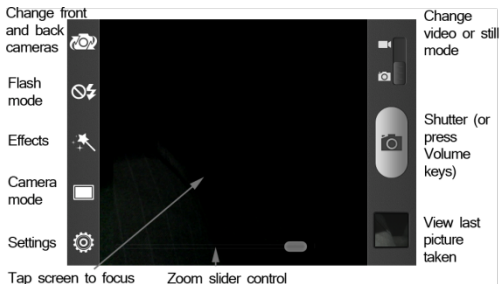 Change front
and back
cameras
Flash
mode
Effects
Camera
mode
Settings
Tap screen to focus
Zoom slider control
Change
video or still
mode
Shutter (or
press
Volume
keys)
View last
picture
taken